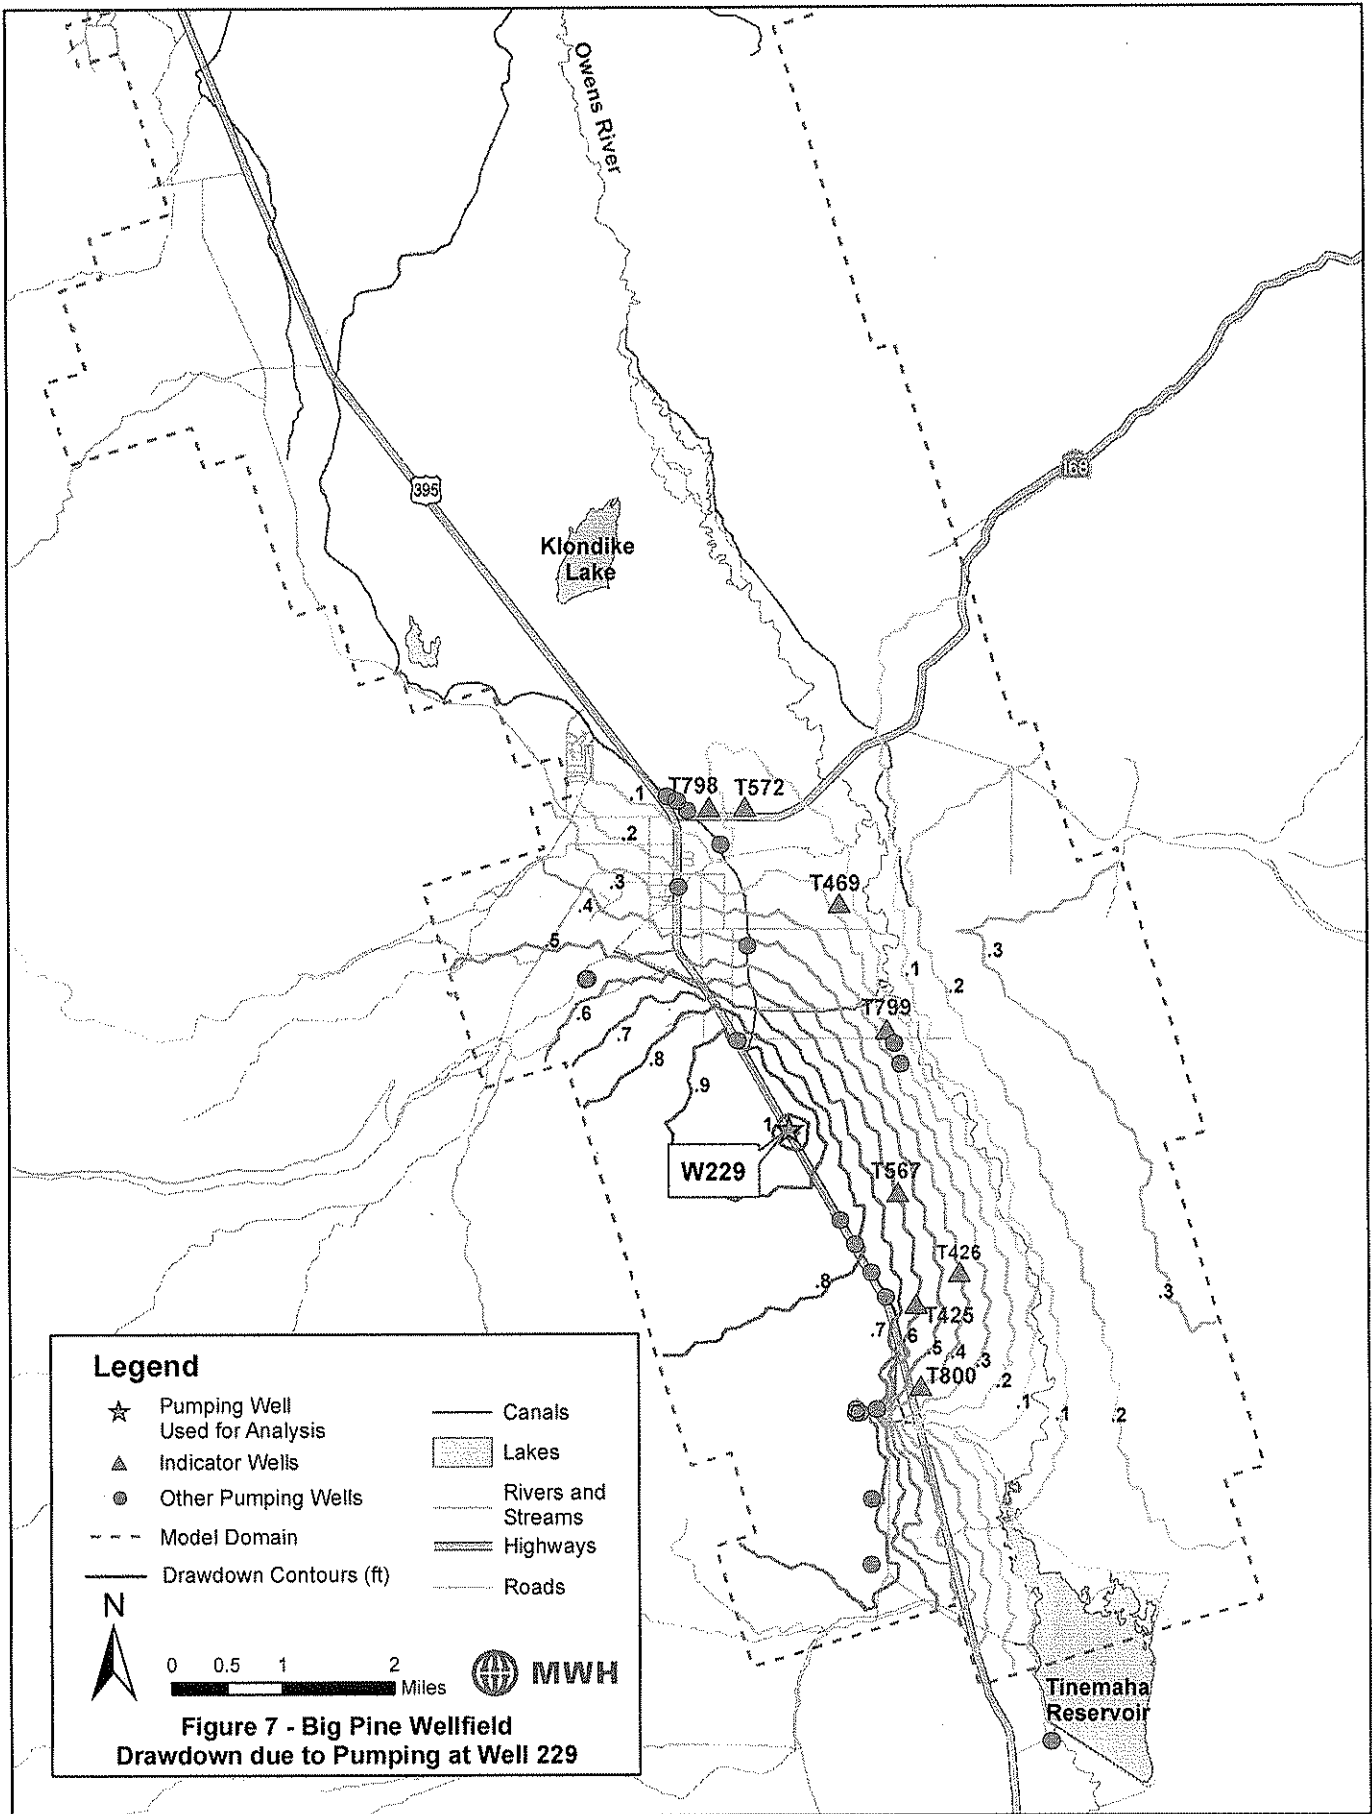 Owens River
395
168
Klondike
Lake
T798
T572
.1
.2
.3
.4
.5
T469
.3
.1
.2
T799
.6
.7
.8
.9
1
W229
T567
T426
.8
.3
T425
.7
.6
.5
.4
.3
T800
.2
.1
.1
.2
Legend
Pumping Well
Used for Analysis
Indicator Wells
Other Pumping Wells
Model Domain
Drawdown Contours (ft)
Canals
Lakes
Rivers and
Streams
Highways
Roads
N
0 0.5 1 2
Miles
MWH
Figure 7 - Big Pine Wellfield
Drawdown due to Pumping at Well 229
Tinemaha
Reservoir